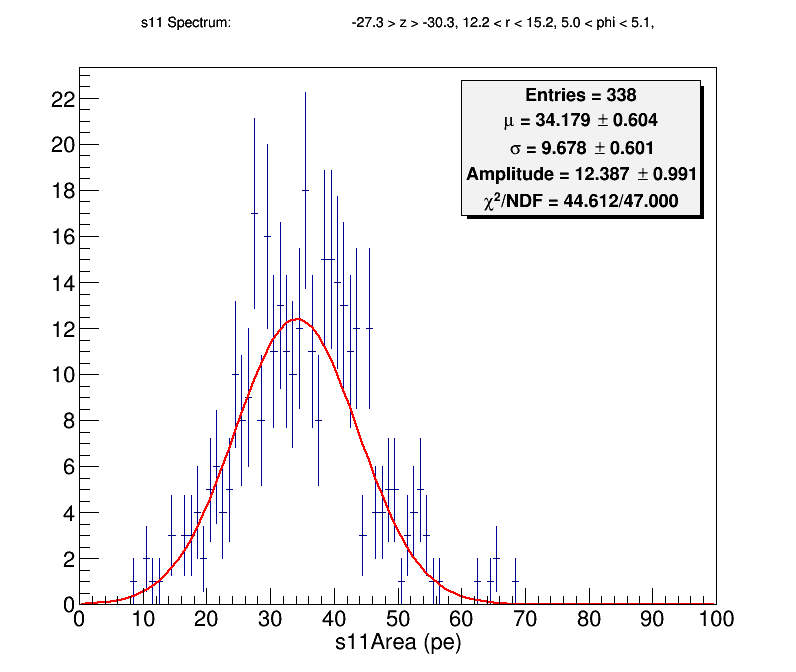 s11 Spectrum: -27.3 > z > -30.3, 12.2 < r < 15.2, 5.0 < phi < 5.1,
Entries = 338
μ = 34.179 ± 0.604
σ = 9.678 ± 0.601
Amplitude = 12.387 ± 0.991
χ²/NDF = 44.612/47.000
22
20
18
16
14
12
10
8
6
4
2
0
0 10 20 30 40 50 60 70 80 90 100
s11Area (pe)